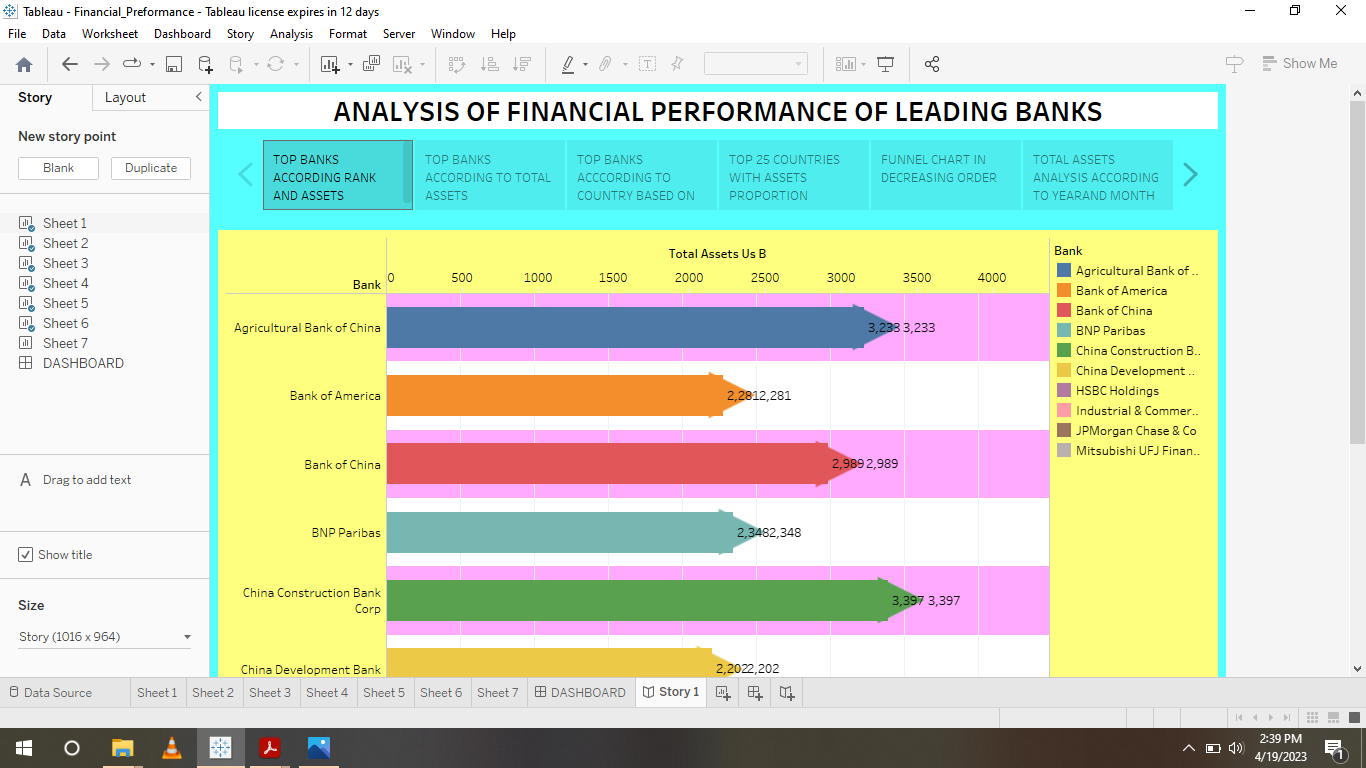 Tableau - Financial_Preformance - Tableau license expires in 12 days
File Data Worksheet Dashboard Story Analysis Format Server Window Help
Show Me
Story Layout
New story point
Blank Duplicate
Sheet 1
Sheet 2
Sheet 3
Sheet 4
Sheet 5
Sheet 6
Sheet 7
DASHBOARD
A Drag to add text
Show title
Size
Story (1016 x 964)
ANALYSIS OF FINANCIAL PERFORMANCE OF LEADING BANKS
TOP BANKS
ACCORDING RANK
AND ASSETS
TOP BANKS
ACCORDING TO TOTAL
ASSETS
TOP BANKS
ACCCORDING TO
COUNTRY BASED ON
TOP 25 COUNTRIES
WITH ASSETS
PROPORTION
FUNNEL CHART IN
DECREASING ORDER
TOTAL ASSETS
ANALYSIS ACCORDING
TO YEARAND MONTH
Total Assets Us B
0 500 1000 1500 2000 2500 3000 3500 4000
Bank
Agricultural Bank of China 3,233 3,233
Bank of America 2,281 2,281
Bank of China 2,989 2,989
BNP Paribas 2,348 2,348
China Construction Bank
Corp 3,397 3,397
China Development Bank 2,202 2,202
Bank
Agricultural Bank of ..
Bank of America
Bank of China
BNP Paribas
China Construction B..
China Development ..
HSBC Holdings
Industrial & Commer..
JPMorgan Chase & Co
Mitsubishi UFJ Finan..
Data Source Sheet 1 Sheet 2 Sheet 3 Sheet 4 Sheet 5 Sheet 6 Sheet 7 DASHBOARD Story 1
2:39 PM
4/19/2023
1